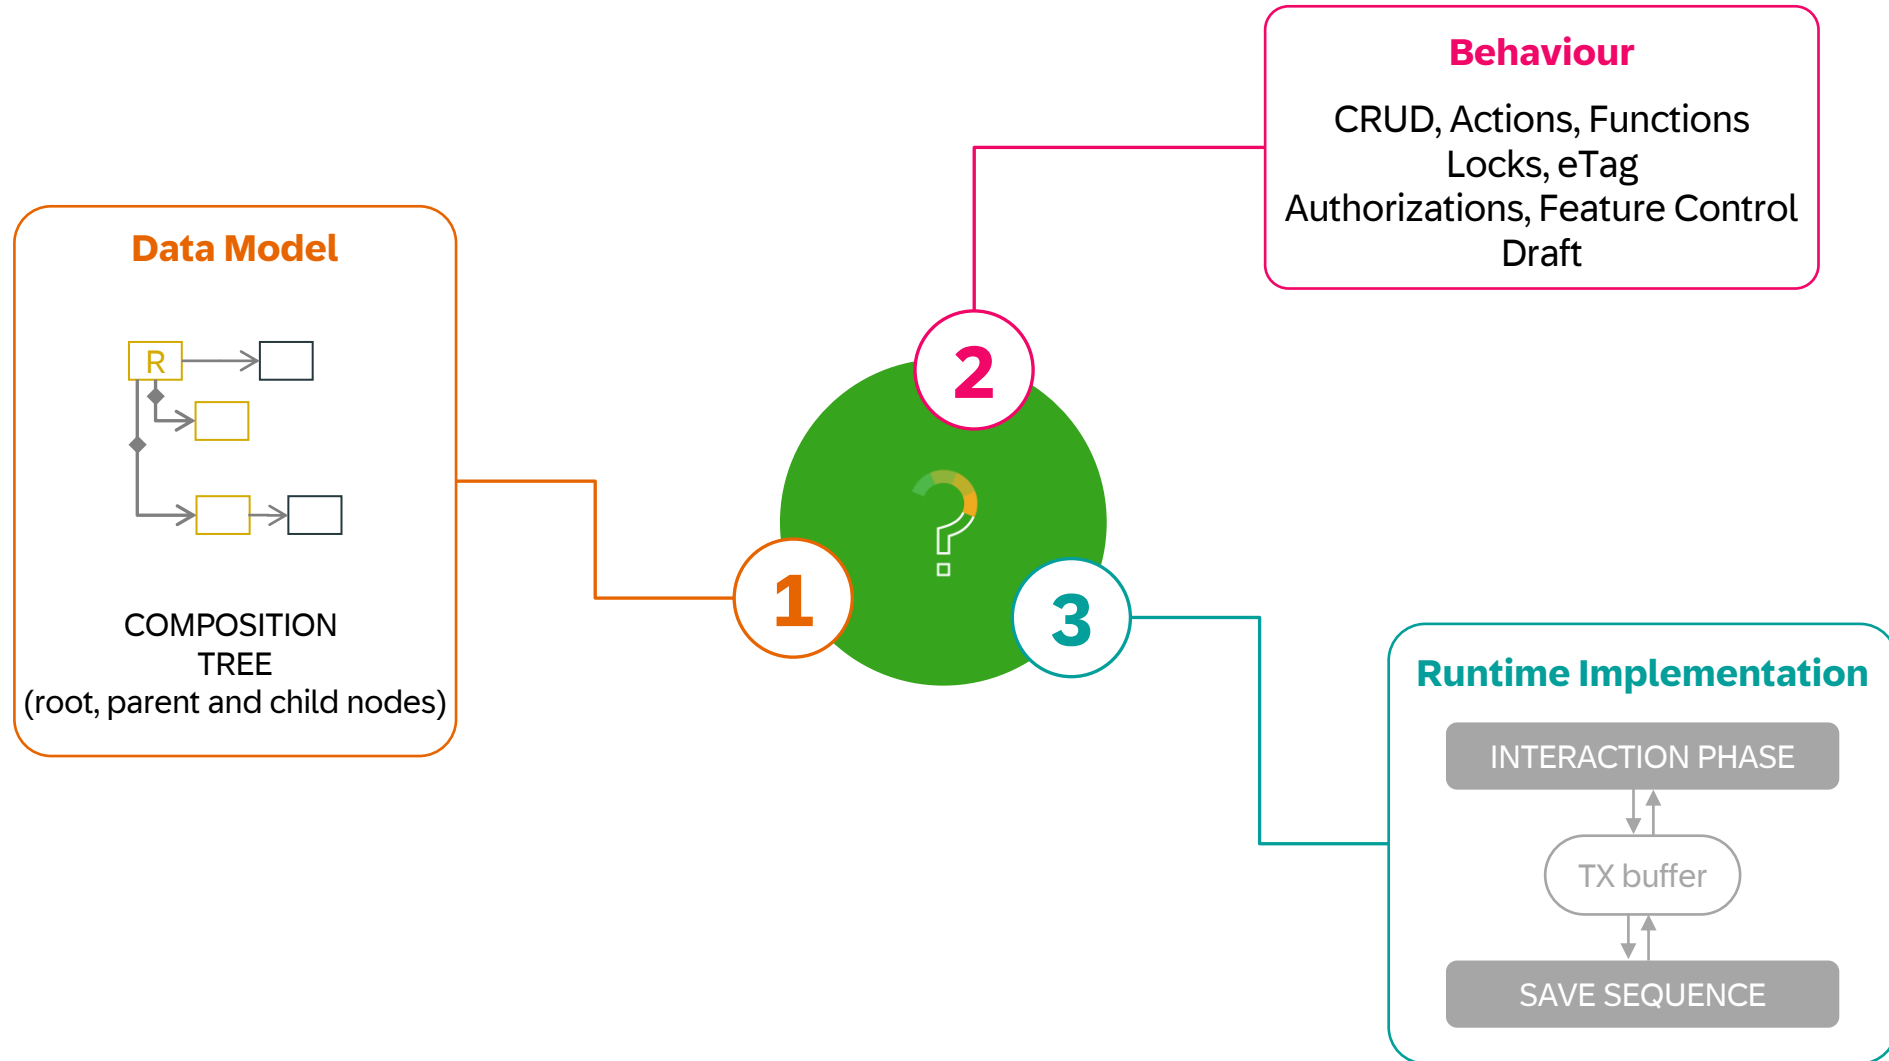 Data Model
R
COMPOSITION
TREE
(root, parent and child nodes)
1
?
2
Behaviour
CRUD, Actions, Functions
Locks, eTag
Authorizations, Feature Control
Draft
3
Runtime Implementation
INTERACTION PHASE
TX buffer
SAVE SEQUENCE